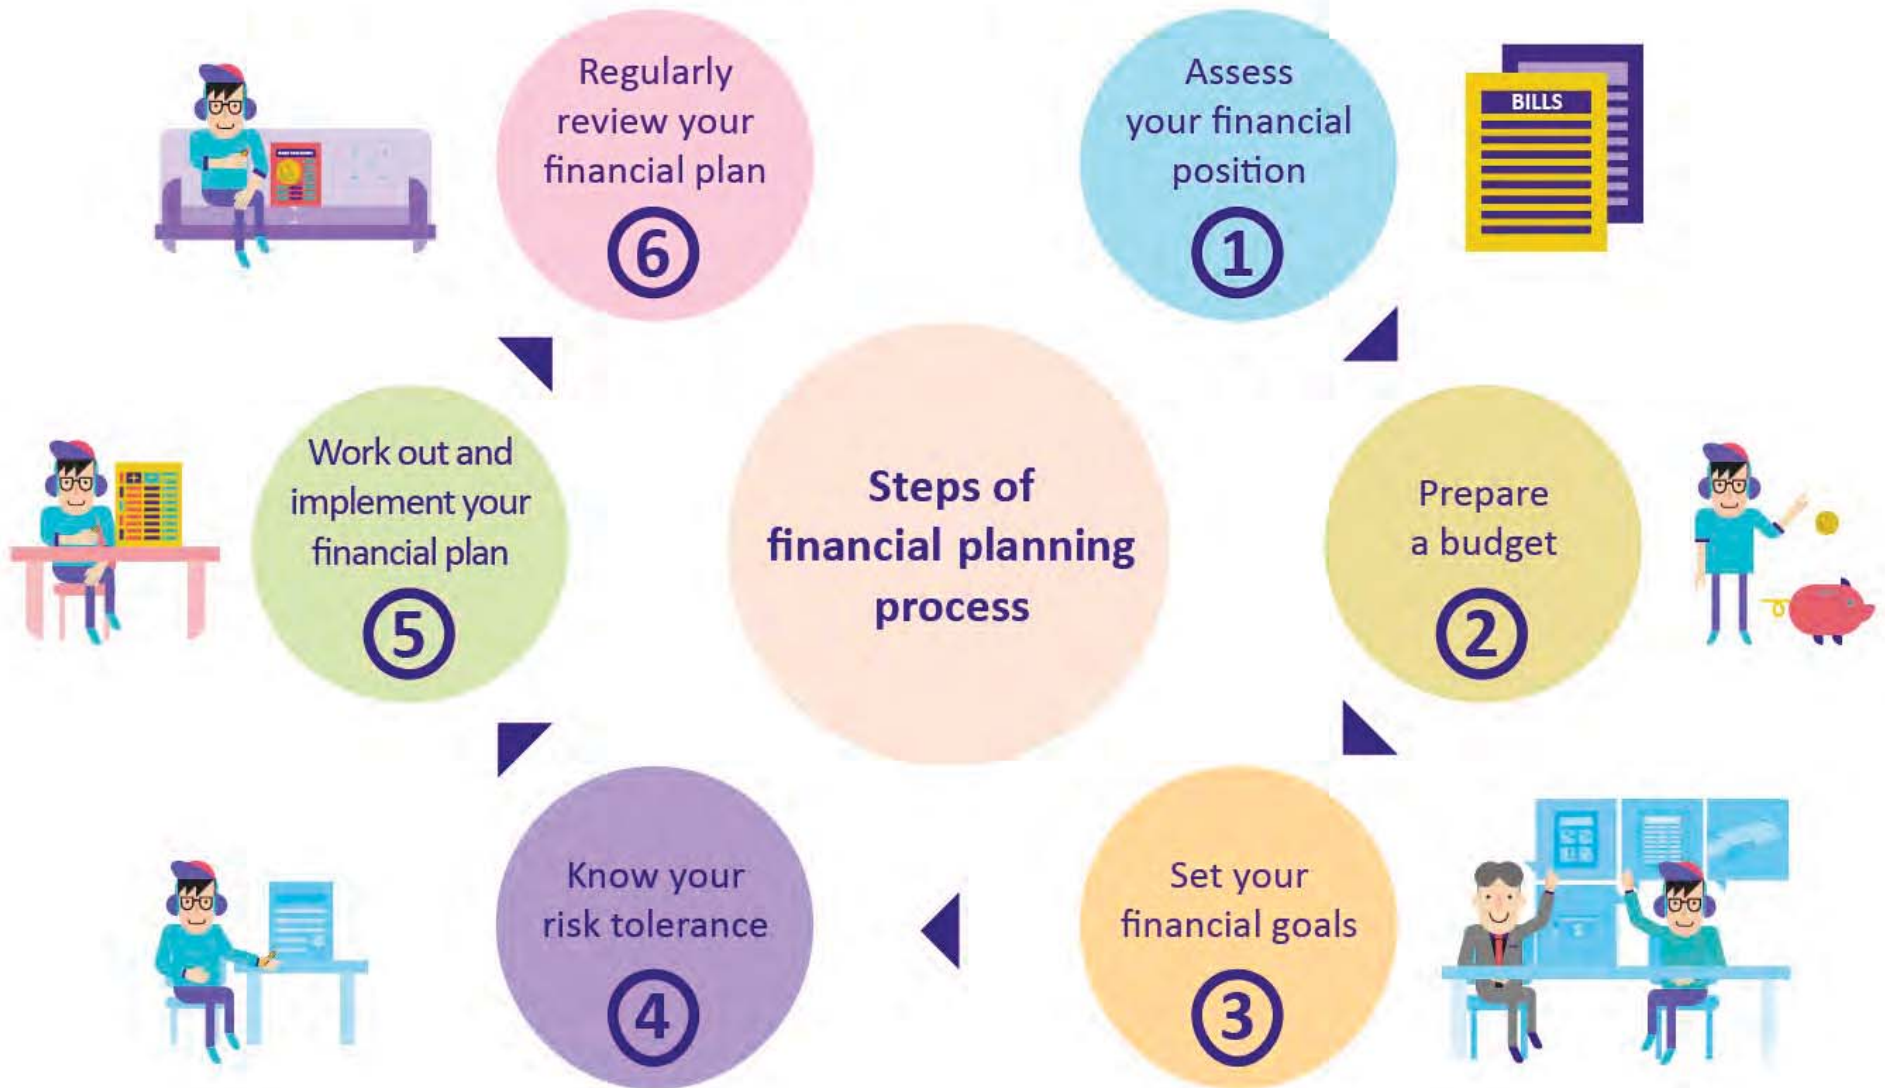 Steps of
financial planning
process
Assess
your financial
position
1
BILLS
Prepare
a budget
2
Set your
financial goals
3
Know your
risk tolerance
4
Work out and
implement your
financial plan
5
Regularly
review your
financial plan
6